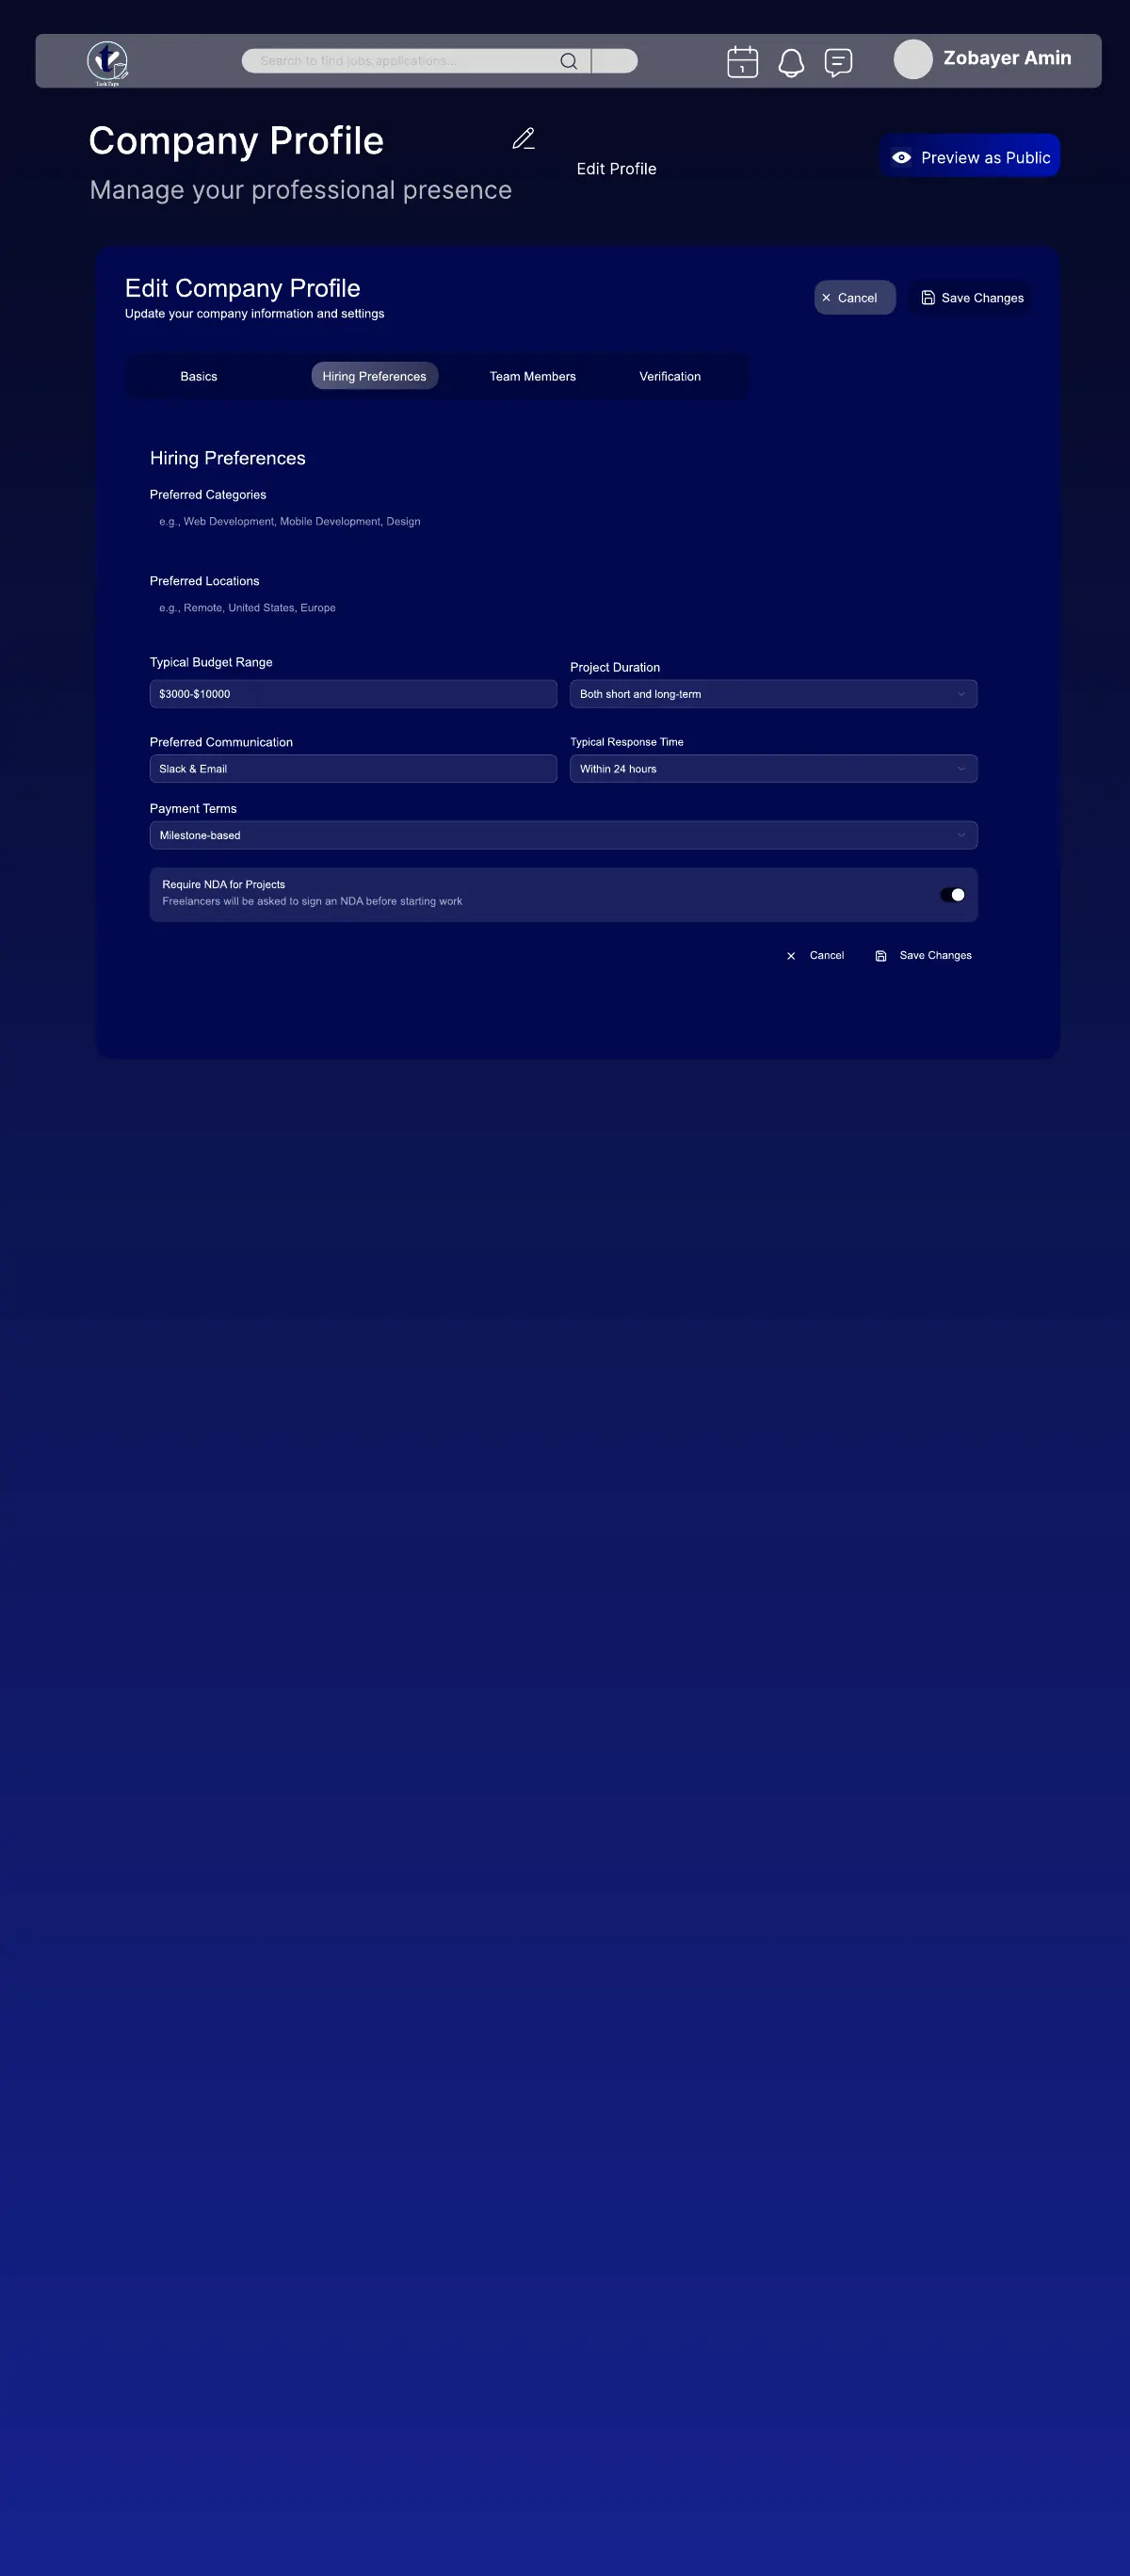 TaskTape
Search to find jobs,applications...
1
Zobayer Amin
Company Profile
Edit Profile
Preview as Public
Manage your professional presence
Edit Company Profile
Update your company information and settings
Cancel
Save Changes
Basics
Hiring Preferences
Team Members
Verification
Hiring Preferences
Preferred Categories
e.g., Web Development, Mobile Development, Design
Preferred Locations
e.g., Remote, United States, Europe
Typical Budget Range
Project Duration
$3000-$10000
Both short and long-term
Preferred Communication
Typical Response Time
Slack & Email
Within 24 hours
Payment Terms
Milestone-based
Require NDA for Projects
Freelancers will be asked to sign an NDA before starting work
Cancel
Save Changes